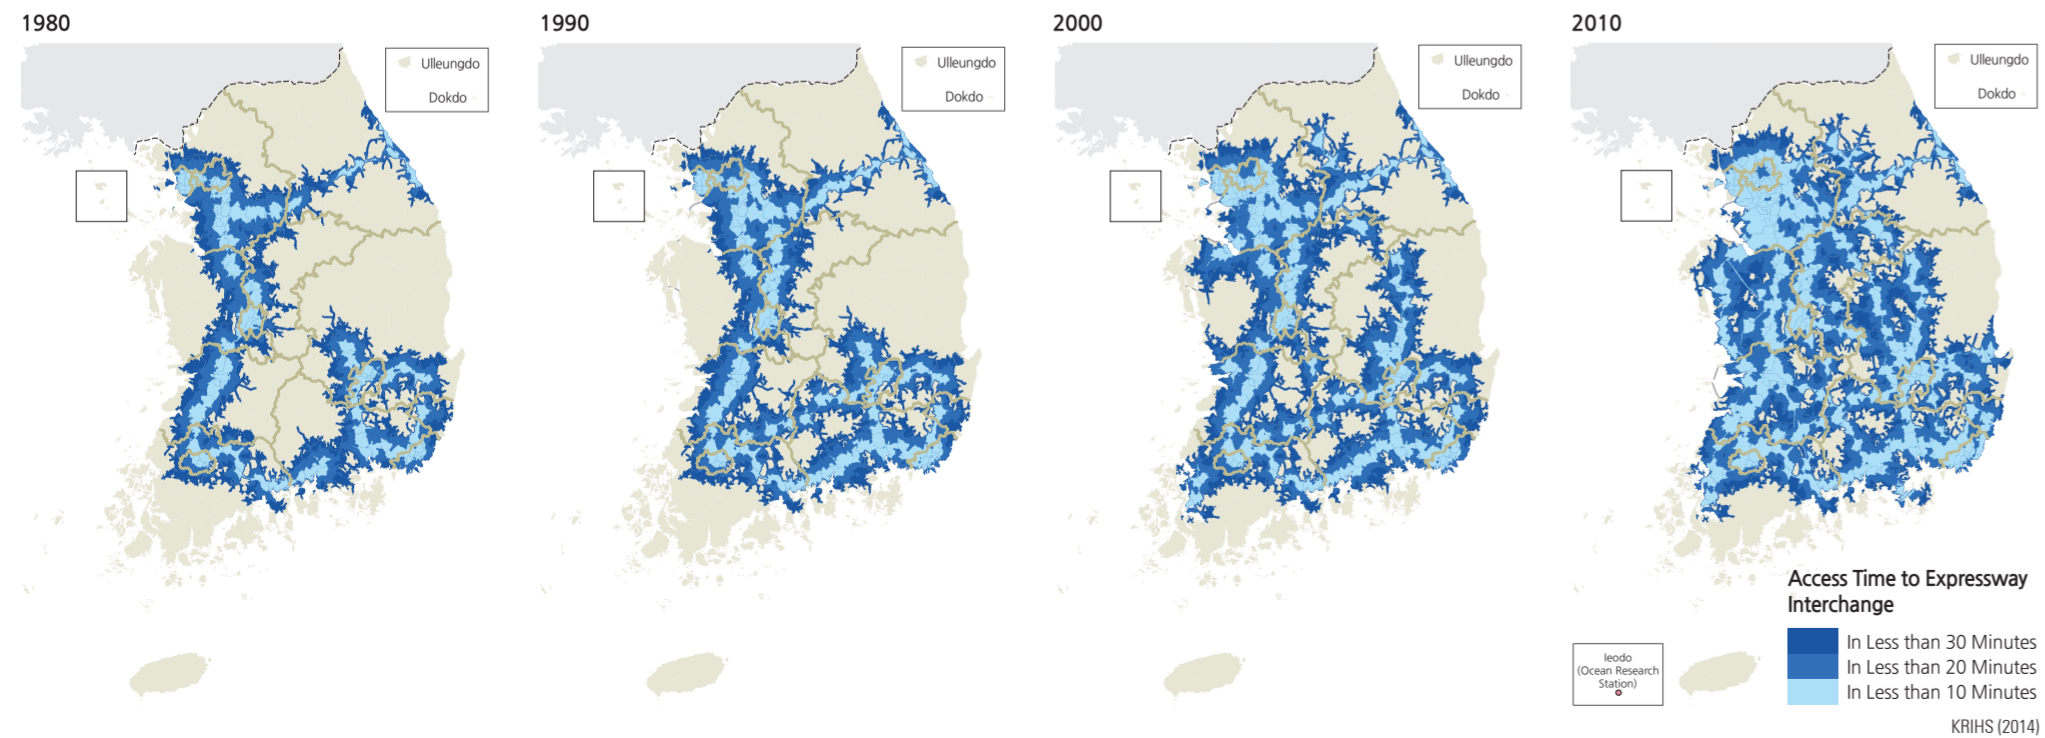 1980
1990
2000
2010
Ulleungdo
Dokdo
Ulleungdo
Dokdo
Ulleungdo
Dokdo
Ulleungdo
Dokdo
Access Time to Expressway
Interchange
In Less than 30 Minutes
In Less than 20 Minutes
In Less than 10 Minutes
Ieodo
(Ocean Research
Station)
KRIHS (2014)